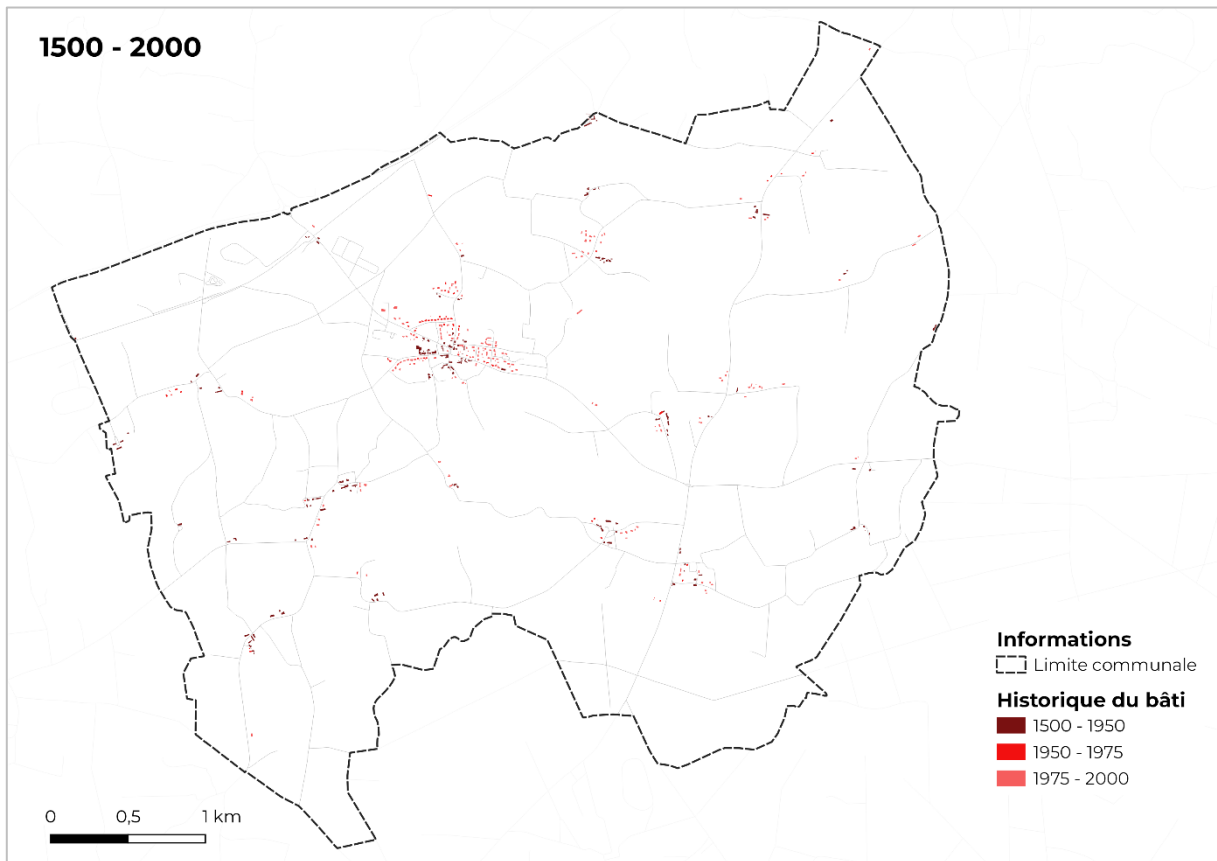 1500 - 2000
Informations
Limite communale
Historique du bâti
1500 - 1950
1950 - 1975
1975 - 2000
0 0,5 1 km